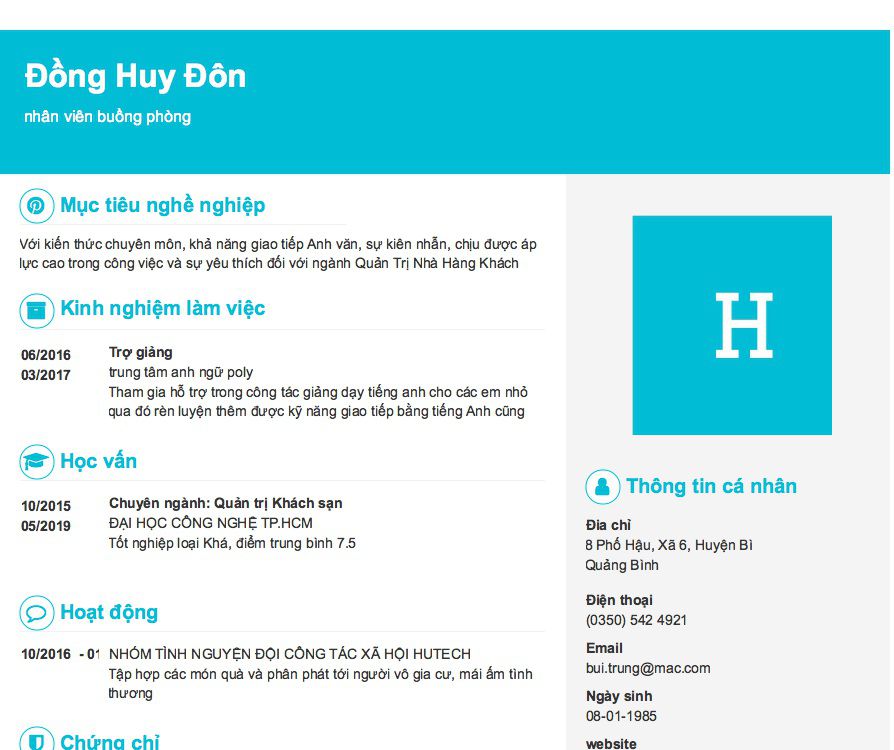 Đồng Huy Đôn
nhân viên buồng phòng
Mục tiêu nghề nghiệp
Với kiến thức chuyên môn, khả năng giao tiếp Anh văn, sự kiên nhẫn, chịu được áp
lực cao trong công việc và sự yêu thích đối với ngành Quản Trị Nhà Hàng Khách
Kinh nghiệm làm việc
06/2016
03/2017
Trợ giảng
trung tâm anh ngữ poly
Tham gia hỗ trợ trong công tác giảng dạy tiếng anh cho các em nhỏ
qua đó rèn luyện thêm được kỹ năng giao tiếp bằng tiếng Anh cũng
Học vấn
10/2015
05/2019
Chuyên ngành: Quản trị Khách sạn
ĐẠI HỌC CÔNG NGHỆ TP.HCM
Tốt nghiệp loại Khá, điểm trung bình 7.5
Hoạt động
10/2016 - 01
NHÓM TÌNH NGUYỆN ĐỘI CÔNG TÁC XÃ HỘI HUTECH
Tập hợp các món quà và phân phát tới người vô gia cư, mái ấm tình
thương
Chứng chỉ
H
Thông tin cá nhân
Địa chỉ
8 Phố Hậu, Xã 6, Huyện Bì
Quảng Bình
Điện thoại
(0350) 542 4921
Email
bui.trung@mac.com
Ngày sinh
08-01-1985
website